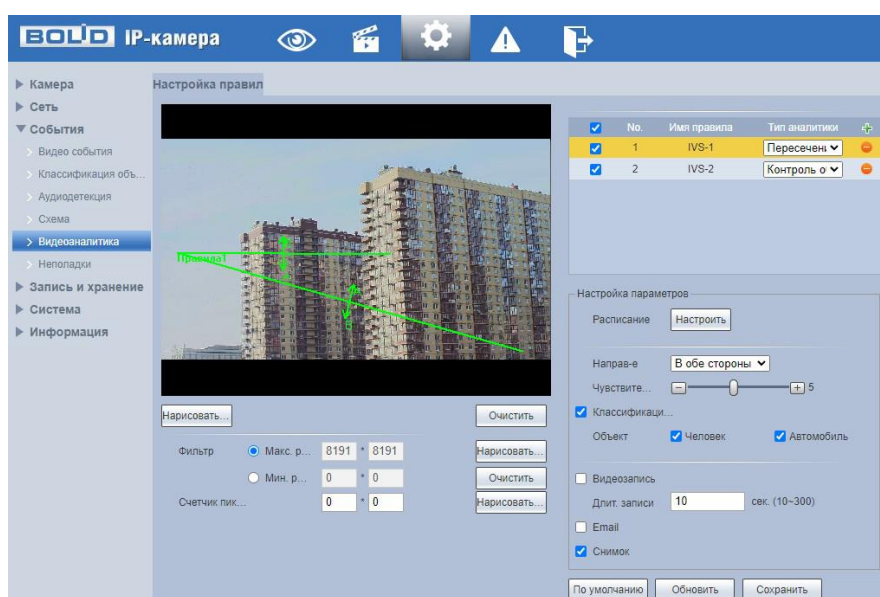 BOLID IP-камера
Камера
Сеть
События
Видео события
Классификация объ...
Аудиодетекция
Схема
Видеоаналитика
Неполадки
Запись и хранение
Система
Информация
Настройка правил
Правила1
Нарисовать...
Очистить
Фильтр
Макс. р...
8191 * 8191
Нарисовать...
Мин. р...
0 * 0
Очистить
Счетчик пик...
0 * 0
Нарисовать...
No. Имя правила Тип аналитики
1 IVS-1 Пересечени
2 IVS-2 Контроль о
Настройка параметров
Расписание Настроить
Направ-е В обе стороны
Чувствите... 5
Классификаци...
Объект Человек Автомобиль
Видеозапись
Длит. записи 10 сек. (10~300)
Email
Снимок
По умолчанию Обновить Сохранить